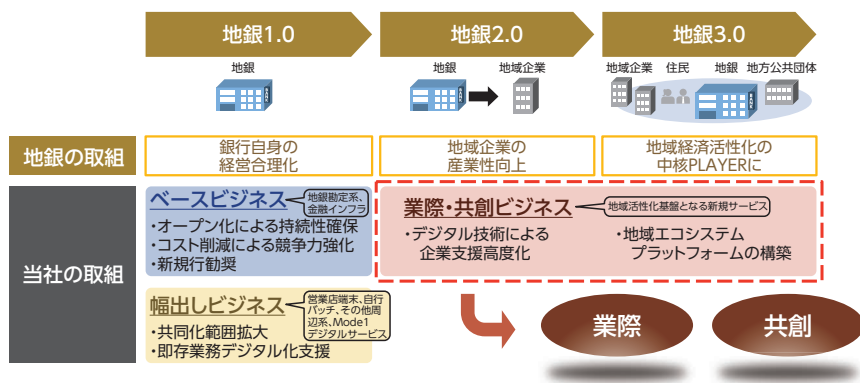 地銀1.0
地銀2.0
地銀3.0
地銀
地銀
地域企業
地域企業
住民
地銀
地方公共団体
BANK
BANK
BANK
地銀の取組
銀行自身の
経営合理化
地域企業の
産業性向上
地域経済活性化の
中核PLAYERに
当社の取組
ベースビジネス
地銀勘定系、
金融インフラ
・オープン化による持続性確保
・コスト削減による競争力強化
・新規行勧奨
業際・共創ビジネス
地域活性化基盤となる新規サービス
・デジタル技術による
企業支援高度化
・地域エコシステム
プラットフォームの構築
幅出しビジネス
営業店端末、自行
バッチ、その他周
辺系、Mode1
デジタルサービス
・共同化範囲拡大
・即存業務デジタル化支援
業際
共創